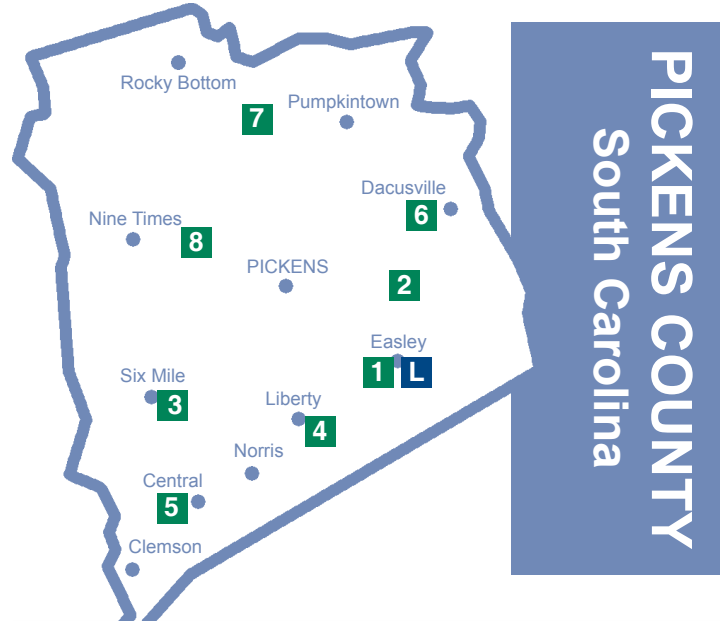 Rocky Bottom
Pumpkintown
7
Dacusville
6
Nine Times
8
PICKENS
2
Easley
1
L
Six Mile
3
Liberty
4
Norris
Central
5
Clemson
PICKENS COUNTY
South Carolina